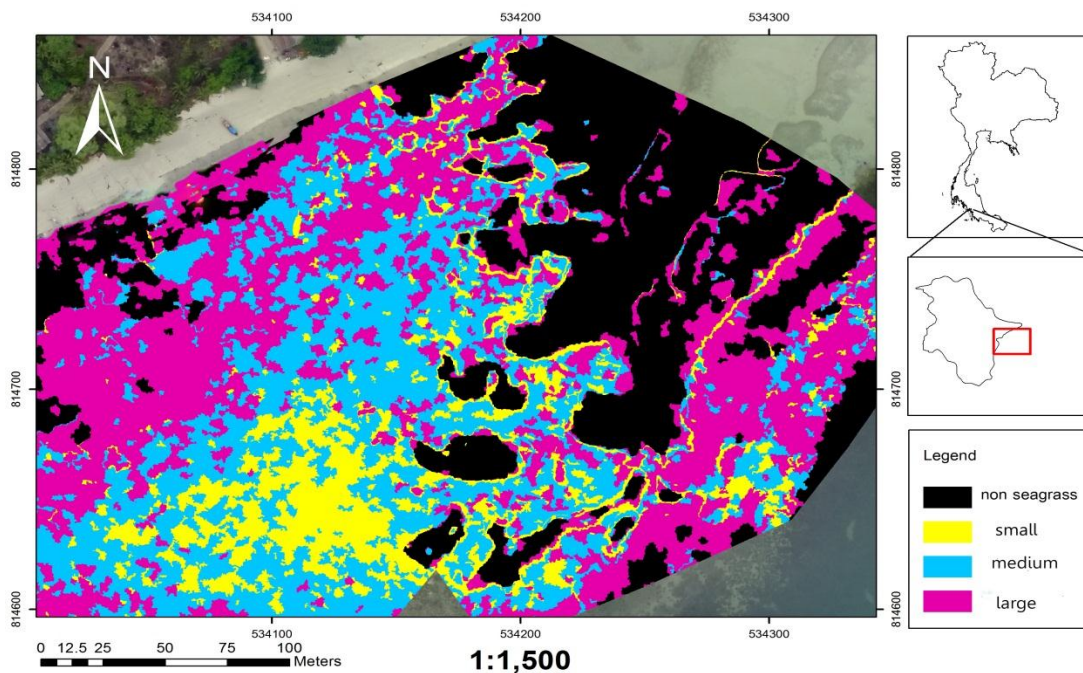 534100 534200 534300
N
814800 814800
814700 814700
814600 814600
534100 534200 534300
0 12.5 25 50 75 100
Meters
1:1,500
Legend
non seagrass
small
medium
large